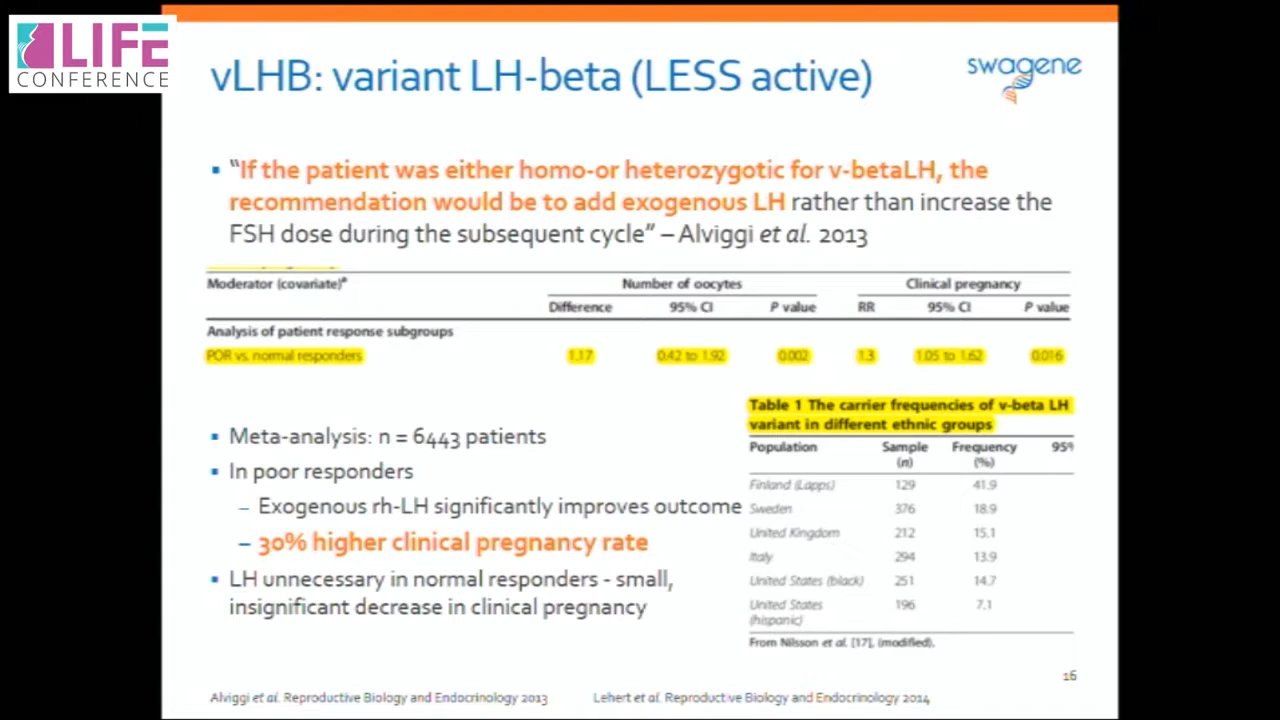 LIFE
CONFERENCE
vLHB: variant LH-beta (LESS active)
swagene
▪ “If the patient was either homo-or heterozygotic for v-betaLH, the
recommendation would be to add exogenous LH rather than increase the
FSH dose during the subsequent cycle” – Alviggi et al. 2013
Moderator (covariate)ª Number of oocytes Clinical pregnancy
Difference 95% CI P value RR 95% CI P value
Analysis of patient response subgroups
POR vs. normal responders 1.17 0.42 to 1.92 0.002 1.3 1.05 to 1.62 0.016
▪ Meta-analysis: n = 6443 patients
▪ In poor responders
– Exogenous rh-LH significantly improves outcome
– 30% higher clinical pregnancy rate
▪ LH unnecessary in normal responders - small,
insignificant decrease in clinical pregnancy
Table 1 The carrier frequencies of v-beta LH
variant in different ethnic groups
Population Sample Frequency
(n) (%)
Finland (Lapps) 129 41.9
Sweden 376 18.9
United Kingdom 212 15.1
Italy 294 13.9
United States (black) 251 14.7
United States 196 7.1
(hispanic)
From Nilsson et al. [17], (modified).
16
Alviggi et al. Reproductive Biology and Endocrinology 2013
Lehert et al. Reproductive Biology and Endocrinology 2014